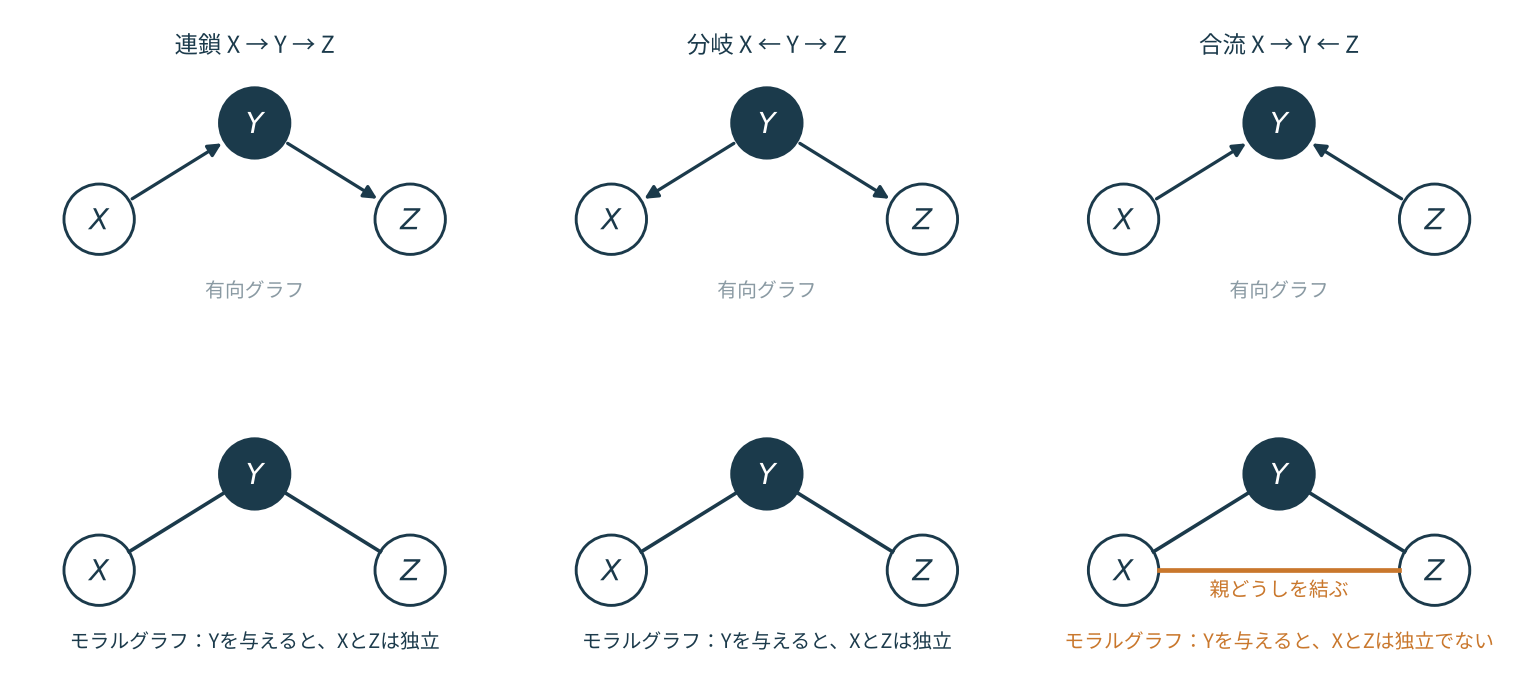 連鎖 X → Y → Z
分岐 X ← Y → Z
合流 X → Y ← Z
Y
X
Z
有向グラフ
Y
X
Z
有向グラフ
Y
X
Z
有向グラフ
Y
X
Z
モラルグラフ：Yを与えると、XとZは独立
Y
X
Z
モラルグラフ：Yを与えると、XとZは独立
Y
X
Z
親どうしを結ぶ
モラルグラフ：Yを与えると、XとZは独立でない